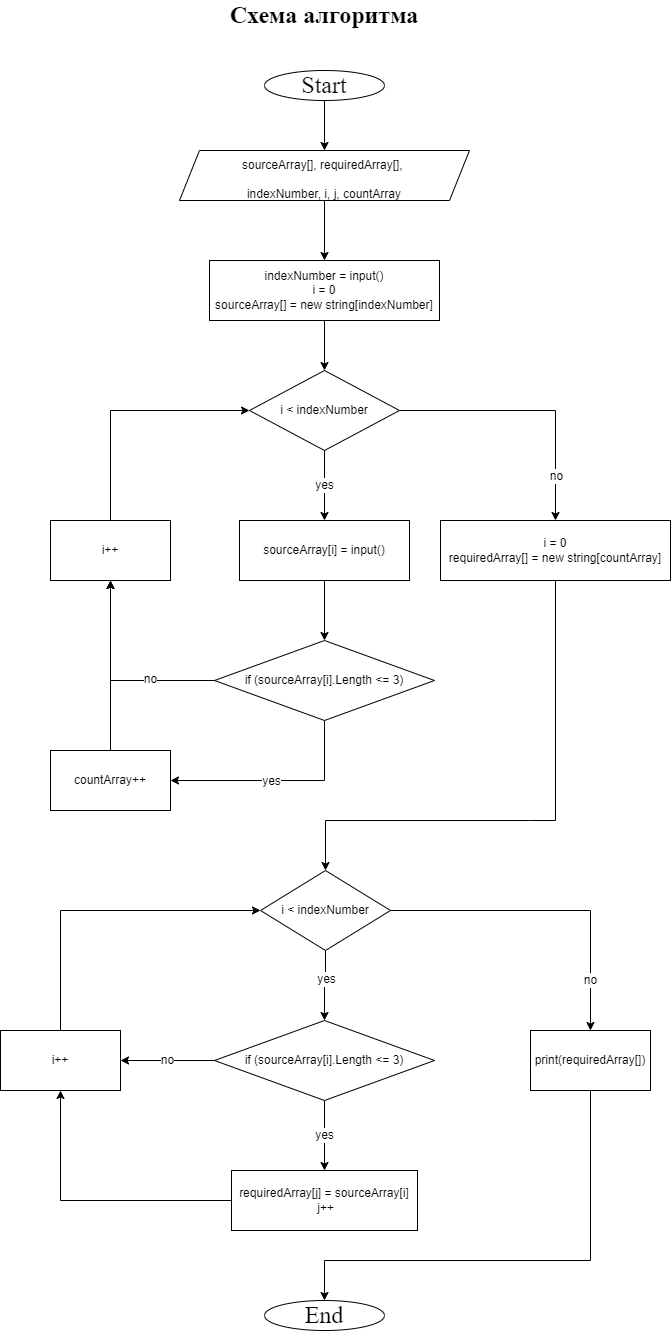 Схема алгоритма
Start
sourceArray[], requiredArray[],
indexNumber, i, j, countArray
indexNumber = input()
i = 0
sourceArray[] = new string[indexNumber]
i < indexNumber
yes
no
i++
sourceArray[i] = input()
i = 0
requiredArray[] = new string[countArray]
no
if (sourceArray[i].Length <= 3)
countArray++
yes
i < indexNumber
yes
no
i++
no
if (sourceArray[i].Length <= 3)
print(requiredArray[])
yes
requiredArray[j] = sourceArray[i]
j++
End